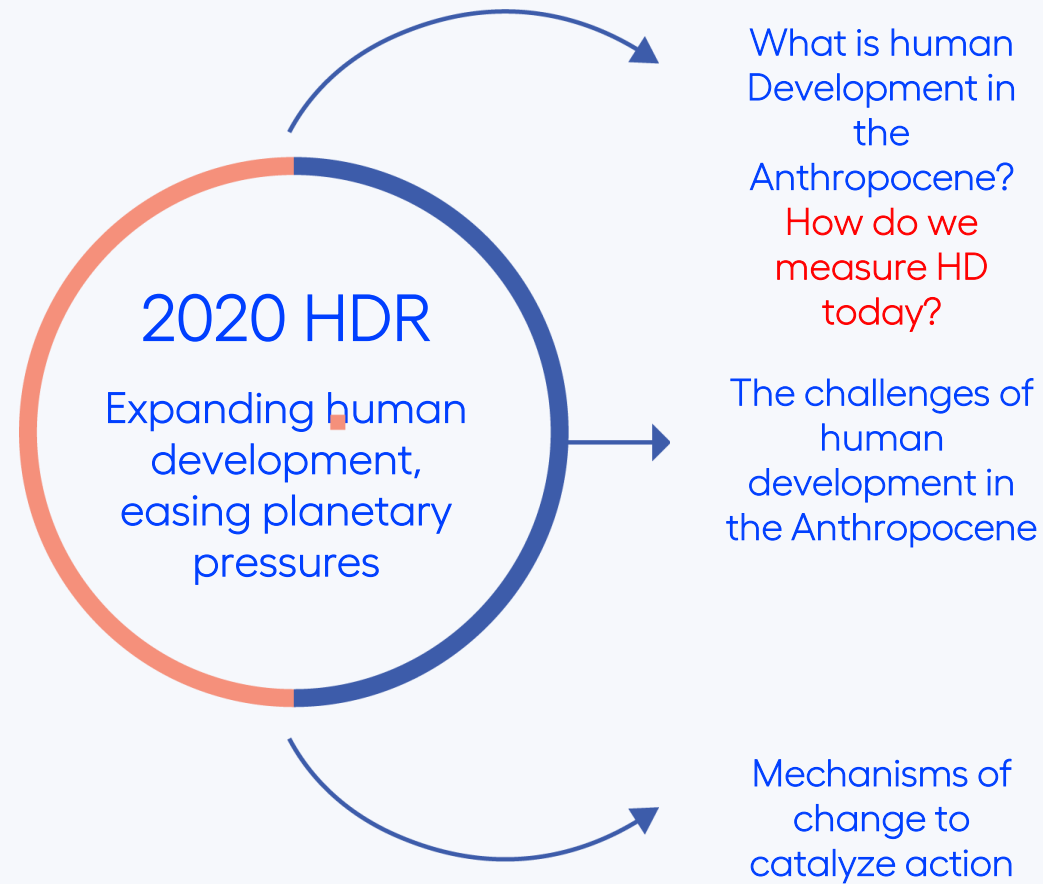 2020 HDR
Expanding human
development,
easing planetary
pressures
What is human
Development in
the
Anthropocene?
How do we
measure HD
today?
The challenges of
human
development in
the Anthropocene
Mechanisms of
change to
catalyze action